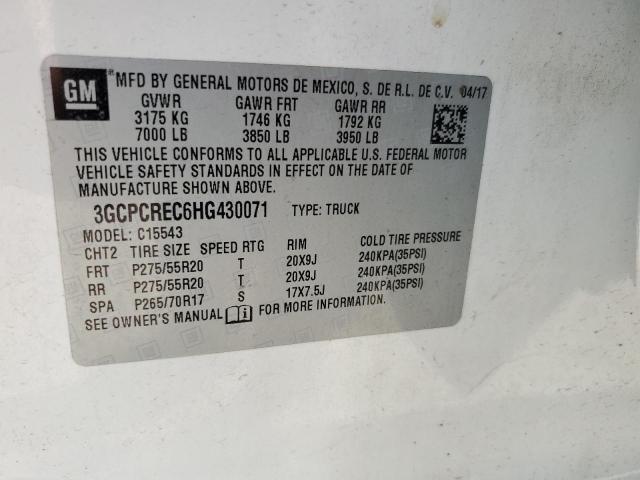 GM
® MFD BY GENERAL MOTORS DE MEXICO, S. DE R.L. DE C.V. 04/17
GVWR GAWR FRT GAWR RR
3175 KG 1746 KG 1792 KG
7000 LB 3850 LB 3950 LB
THIS VEHICLE CONFORMS TO ALL APPLICABLE U.S. FEDERAL MOTOR
VEHICLE SAFETY STANDARDS IN EFFECT ON THE DATE OF
MANUFACTURE SHOWN ABOVE.
3GCPCREC6HG430071 TYPE: TRUCK
MODEL: C15543
CHT2 TIRE SIZE SPEED RTG RIM COLD TIRE PRESSURE
FRT P275/55R20 T 20X9J 240KPA(35PSI)
RR P275/55R20 T 20X9J 240KPA(35PSI)
SPA P265/70R17 S 17X7.5J 240KPA(35PSI)
SEE OWNER'S MANUAL FOR MORE INFORMATION.